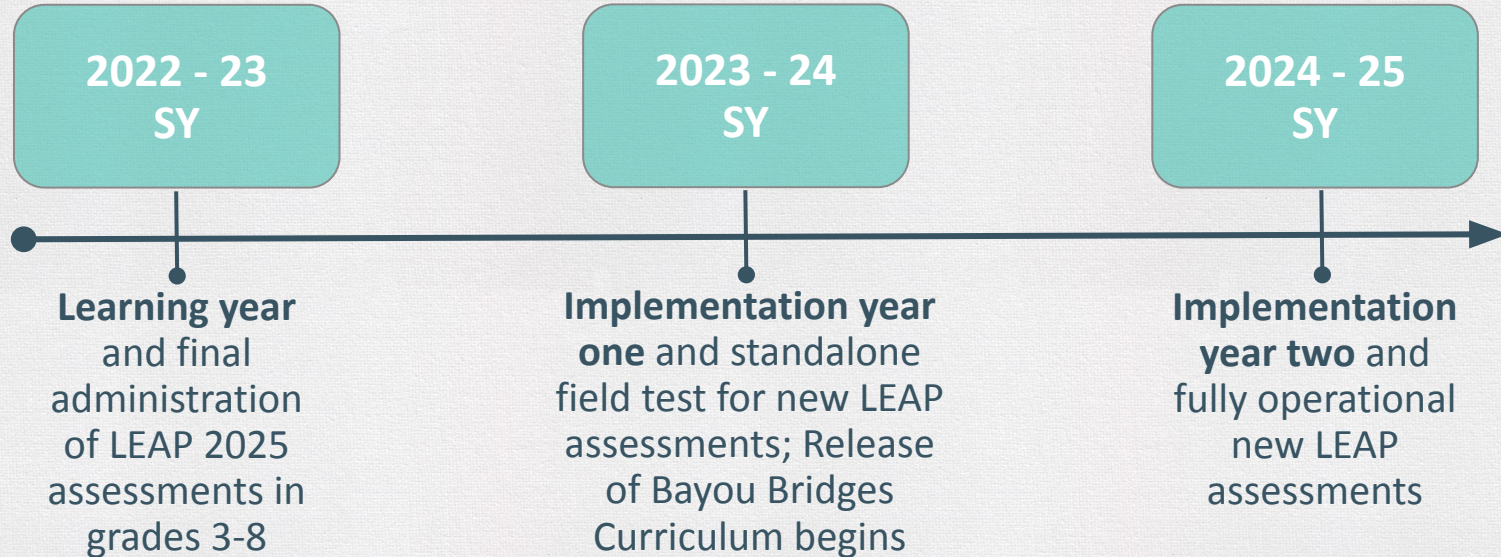 2022 - 23
SY
2023 - 24
SY
2024 - 25
SY
Learning year
and final
administration
of LEAP 2025
assessments in
grades 3-8
Implementation year
one and standalone
field test for new LEAP
assessments; Release
of Bayou Bridges
Curriculum begins
Implementation
year two and
fully operational
new LEAP
assessments